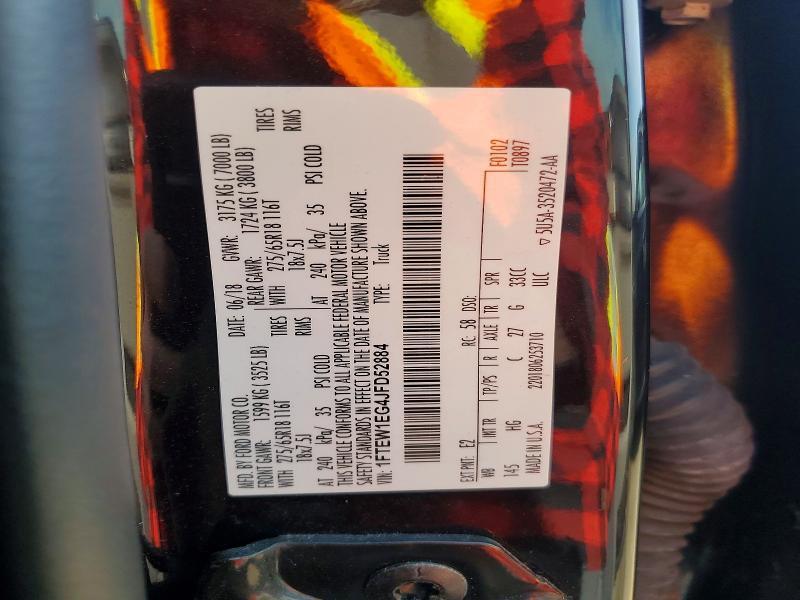 MFD. BY FORD MOTOR CO.
DATE: 06/18 GVWR: 3175 KG ( 7000 LB)
FRONT GAWR: 1599 KG ( 3525 LB) REAR GAWR: 1724 KG ( 3800 LB)
WITH 275/65R18 116T TIRES WITH 275/65R18 116T TIRES
18x7.5J RIMS 18x7.5J RIMS
AT 240 kPa/ 35 PSI COLD AT 240 kPa/ 35 PSI COLD
THIS VEHICLE CONFORMS TO ALL APPLICABLE FEDERAL MOTOR VEHICLE
SAFETY STANDARDS IN EFFECT ON THE DATE OF MANUFACTURE SHOWN ABOVE.
VIN: 1FTEW1EG4JFD52884 TYPE: Truck
F0102
T0897
EXT PNT: E2 RC: 58 DSO:
WB INT TR TP/PS R AXLE TR SPR
145 HG C 27 G 33CC
ULC
MADE IN U.S.A. 220180625S3710 5U5A-3520472-AA